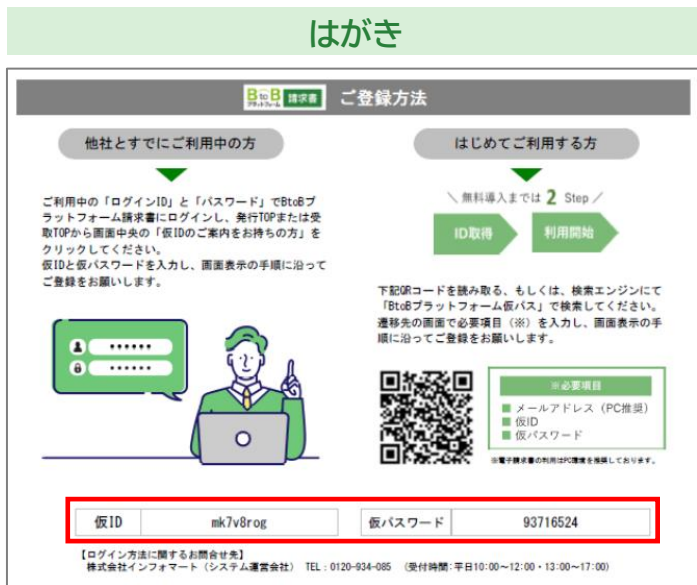 はがき
BtoB プラットフォーム 請求書 ご登録方法
他社とすでにご利用中の方
ご利用中の「ログインID」と「パスワード」でBtoBプ
ラットフォーム請求書にログインし、発行TOPまたは受
取TOPから画面中央の「仮IDのご案内をお持ちの方」を
クリックしてください。
仮IDと仮パスワードを入力し、画面表示の手順に沿って
ご登録をお願いします。
はじめてご利用する方
＼ 無料導入までは 2 Step ／
ID取得 利用開始
下記QRコードを読み取る、もしくは、検索エンジンにて
「BtoBプラットフォーム仮パス」で検索してください。
遷移先の画面で必要項目（※）を入力し、画面表示の手
順に沿ってご登録をお願いします。
※必要項目
メールアドレス（PC推奨）
仮ID
仮パスワード
※電子請求書の利用はPC環境を推奨しております。
仮ID mk7v8rog 仮パスワード 93716524
【ログイン方法に関するお問合せ先】
株式会社インフォマート（システム運営会社） TEL：0120-934-085 （受付時間：平日10:00～12:00・13:00～17:00）